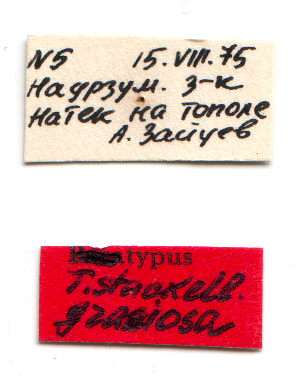 N5 15.VIII.75
Наурзум. з-к
Натек на тополе
А. Зайцев
typus
T. stackelb.
graciosa